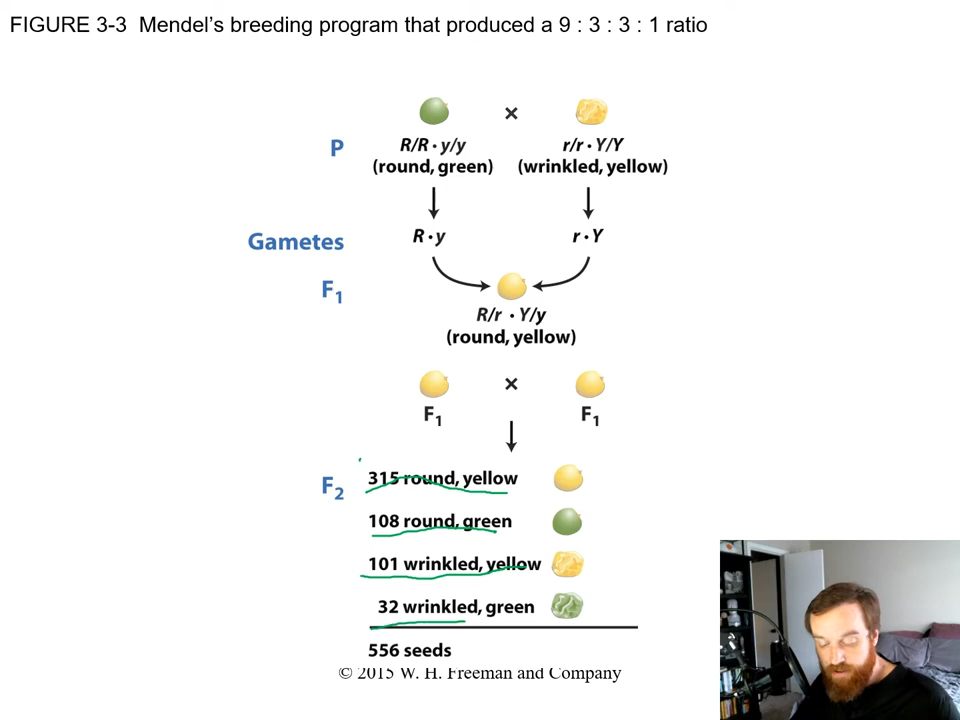 FIGURE 3-3 Mendel's breeding program that produced a 9 : 3 : 3 : 1 ratio
×
P
R/R · y/y r/r · Y/Y
(round, green) (wrinkled, yellow)
Gametes
R · y r · Y
F1
R/r · Y/y
(round, yellow)
×
F1 F1
F2
315 round, yellow
108 round, green
101 wrinkled, yellow
32 wrinkled, green
556 seeds
© 2015 W. H. Freeman and Company